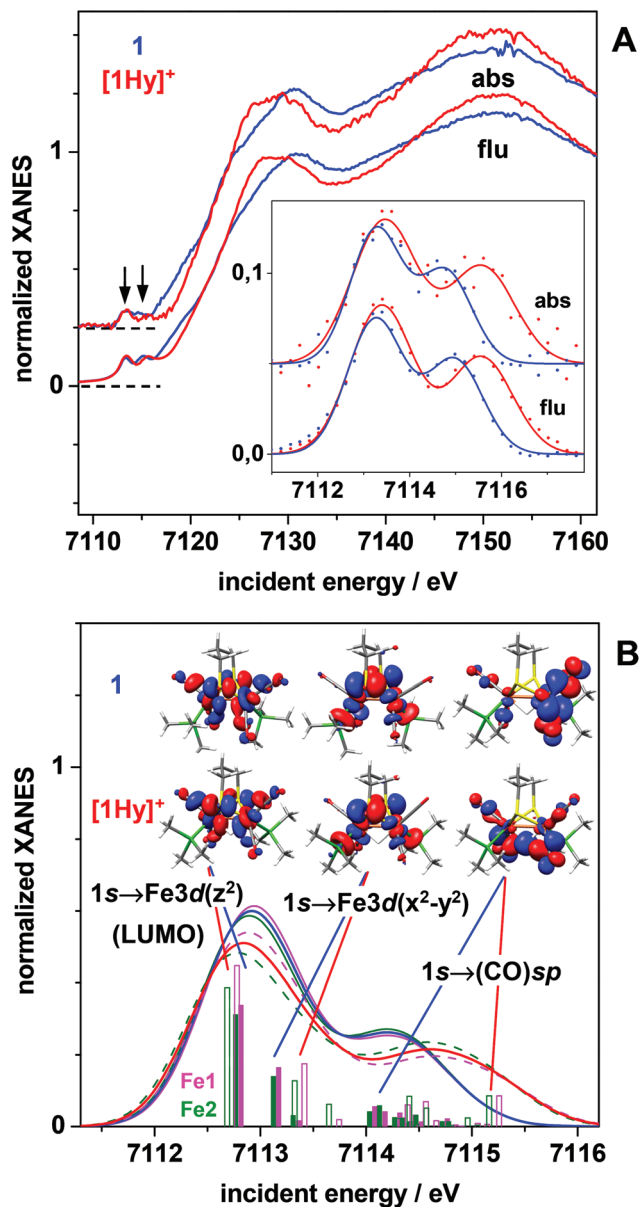 A
1
[1Hy]⁺
abs
flu
normalized XANES
1
0
0,1
0,0
abs
flu
7112 7114 7116
7110 7120 7130 7140 7150 7160
incident energy / eV
B
1
[1Hy]⁺
normalized XANES
1
0
1s→Fe3d(z²)
(LUMO)
1s→Fe3d(x²-y²)
1s→(CO)sp
Fe1
Fe2
7112 7113 7114 7115 7116
incident energy / eV